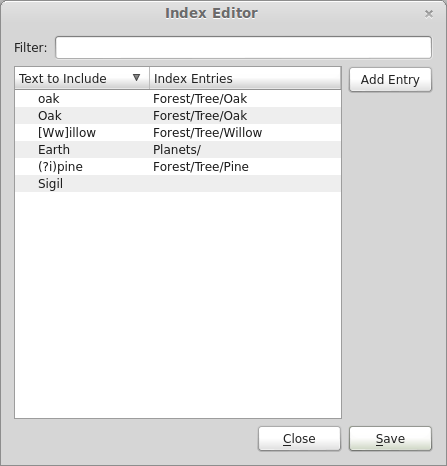 Index Editor
Filter:
Text to Include Index Entries
Add Entry
oak Forest/Tree/Oak
Oak Forest/Tree/Oak
[Ww]illow Forest/Tree/Willow
Earth Planets/
(?i)pine Forest/Tree/Pine
Sigil
Close Save